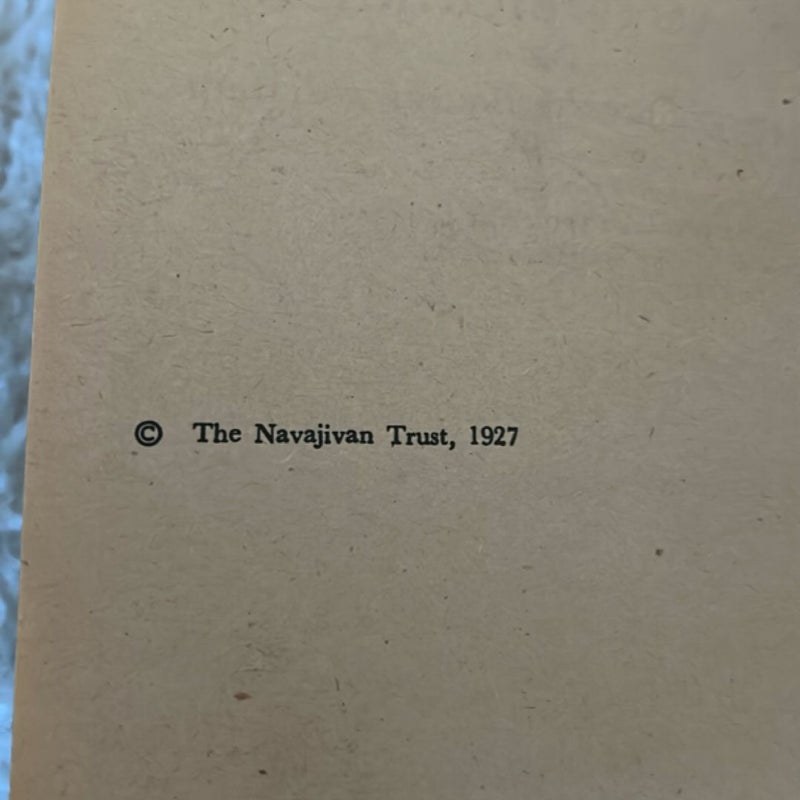 © The Navajivan Trust, 1927